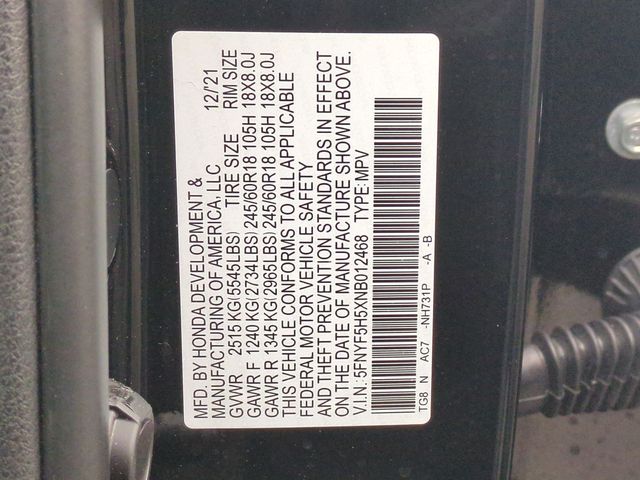 MFD. BY HONDA DEVELOPMENT &
MANUFACTURING OF AMERICA, LLC 12/'21
GVWR 2515 KG(5545LBS) TIRE SIZE RIM SIZE
GAWR F 1240 KG(2734LBS) 245/60R18 105H 18X8.0J
GAWR R 1345 KG(2965LBS) 245/60R18 105H 18X8.0J
THIS VEHICLE CONFORMS TO ALL APPLICABLE
FEDERAL MOTOR VEHICLE SAFETY
AND THEFT PREVENTION STANDARDS IN EFFECT
ON THE DATE OF MANUFACTURE SHOWN ABOVE.
V.I.N.: 5FNYF5H5XNB012468 TYPE: MPV
TG8 N AC7 -NH731P -A -B